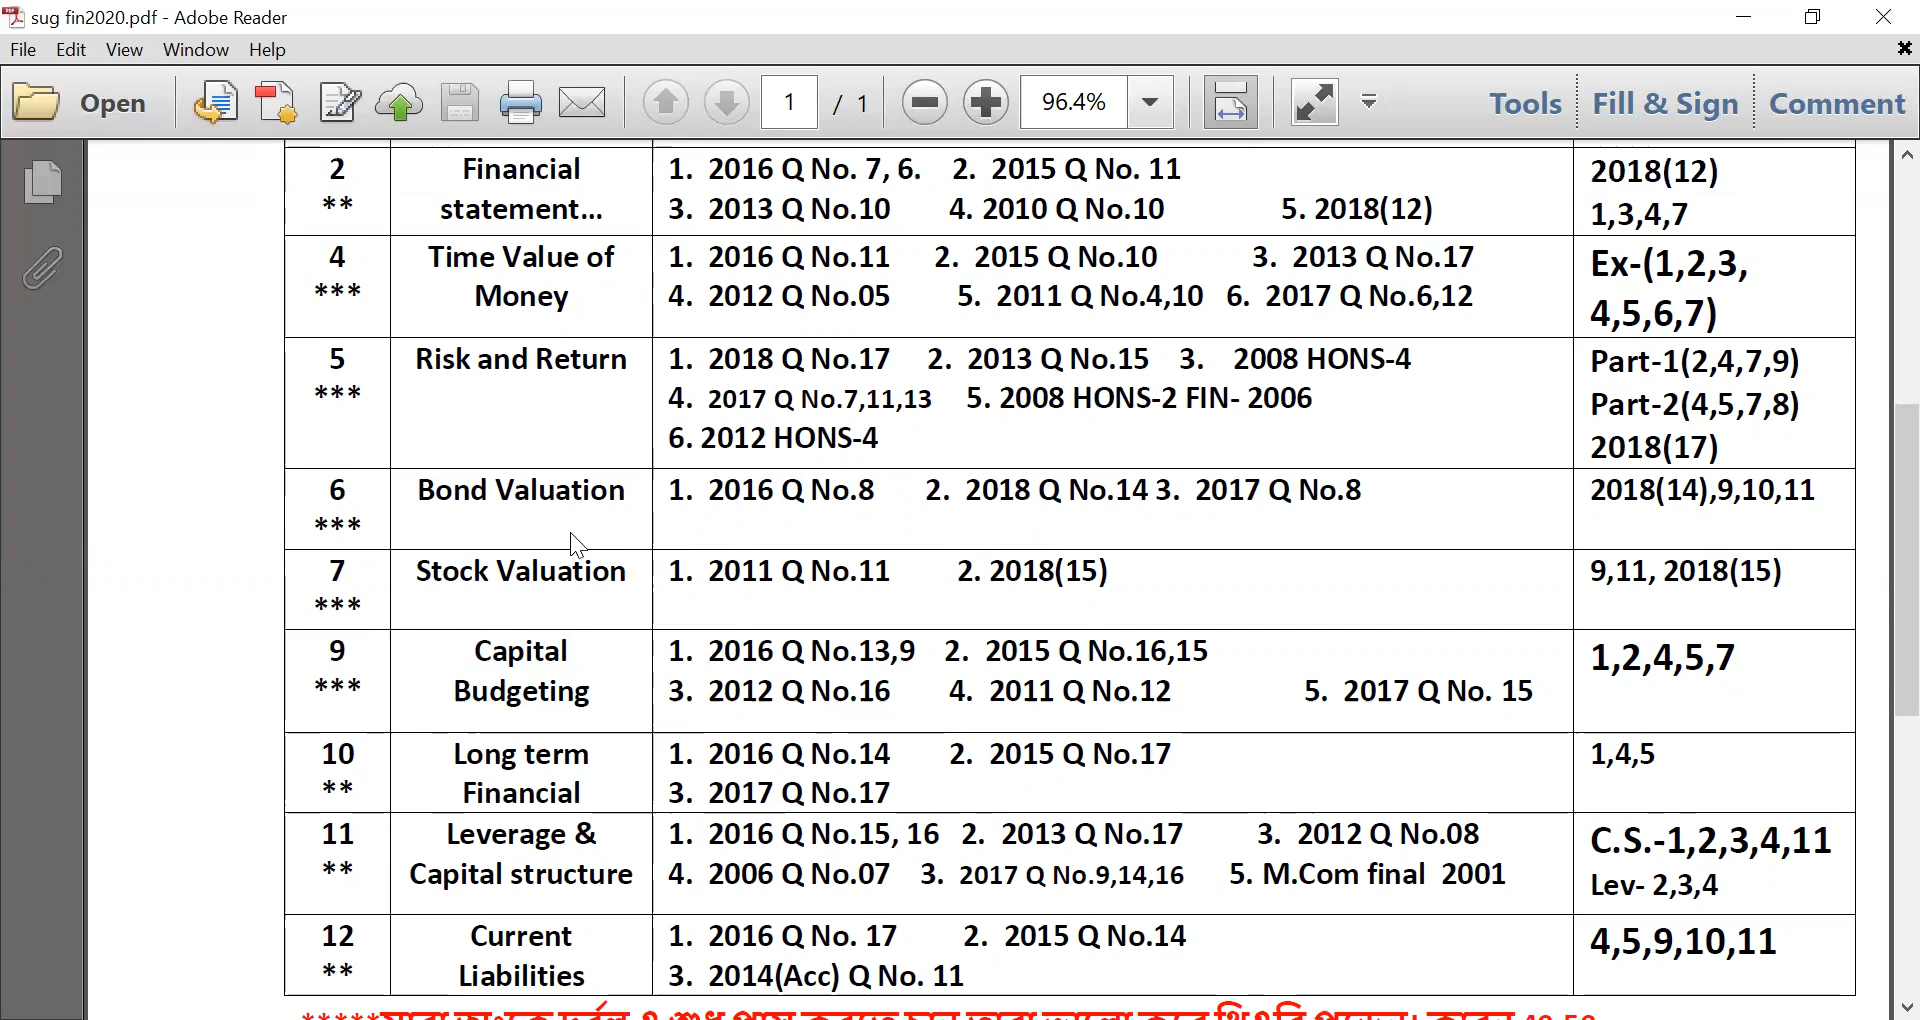 sug fin2020.pdf - Adobe Reader
File Edit View Window Help
Open 1 / 1 96.4% Tools Fill & Sign Comment
2 Financial 1. 2016 Q No. 7, 6. 2. 2015 Q No. 11 2018(12)
** statement... 3. 2013 Q No.10 4. 2010 Q No.10 5. 2018(12) 1,3,4,7
4 Time Value of 1. 2016 Q No.11 2. 2015 Q No.10 3. 2013 Q No.17 Ex-(1,2,3,
*** Money 4. 2012 Q No.05 5. 2011 Q No.4,10 6. 2017 Q No.6,12 4,5,6,7)
5 Risk and Return 1. 2018 Q No.17 2. 2013 Q No.15 3. 2008 HONS-4 Part-1(2,4,7,9)
*** 4. 2017 Q No.7,11,13 5. 2008 HONS-2 FIN- 2006 Part-2(4,5,7,8)
6. 2012 HONS-4 2018(17)
6 Bond Valuation 1. 2016 Q No.8 2. 2018 Q No.14 3. 2017 Q No.8 2018(14),9,10,11
***
7 Stock Valuation 1. 2011 Q No.11 2. 2018(15) 9,11, 2018(15)
***
9 Capital 1. 2016 Q No.13,9 2. 2015 Q No.16,15 1,2,4,5,7
*** Budgeting 3. 2012 Q No.16 4. 2011 Q No.12 5. 2017 Q No. 15
10 Long term 1. 2016 Q No.14 2. 2015 Q No.17 1,4,5
** Financial 3. 2017 Q No.17
11 Leverage & 1. 2016 Q No.15, 16 2. 2013 Q No.17 3. 2012 Q No.08 C.S.-1,2,3,4,11
** Capital structure 4. 2006 Q No.07 3. 2017 Q No.9,14,16 5. M.Com final 2001 Lev- 2,3,4
12 Current 1. 2016 Q No. 17 2. 2015 Q No.14 4,5,9,10,11
** Liabilities 3. 2014(Acc) Q No. 11